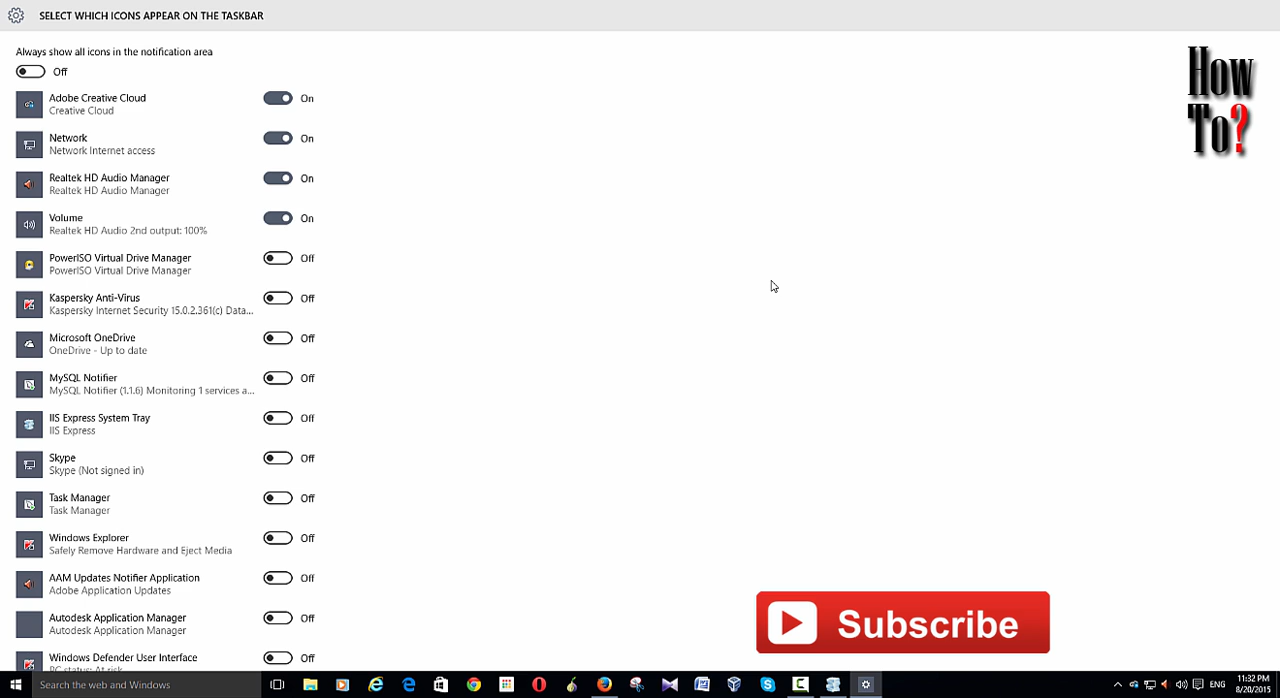 SELECT WHICH ICONS APPEAR ON THE TASKBAR
Always show all icons in the notification area
Off
Adobe Creative Cloud
Creative Cloud
On
Network
Network Internet access
On
Realtek HD Audio Manager
Realtek HD Audio Manager
On
Volume
Realtek HD Audio 2nd output: 100%
On
PowerISO Virtual Drive Manager
PowerISO Virtual Drive Manager
Off
Kaspersky Anti-Virus
Kaspersky Internet Security 15.0.2.361(c) Data...
Off
Microsoft OneDrive
OneDrive - Up to date
Off
MySQL Notifier
MySQL Notifier (1.1.6) Monitoring 1 services a...
Off
IIS Express System Tray
IIS Express
Off
Skype
Skype (Not signed in)
Off
Task Manager
Task Manager
Off
Windows Explorer
Safely Remove Hardware and Eject Media
Off
AAM Updates Notifier Application
Adobe Application Updates
Off
Autodesk Application Manager
Autodesk Application Manager
Off
Windows Defender User Interface
PC status: At risk
Off
How
To?
Subscribe
Search the web and Windows
ENG
11:32 PM
8/20/2015